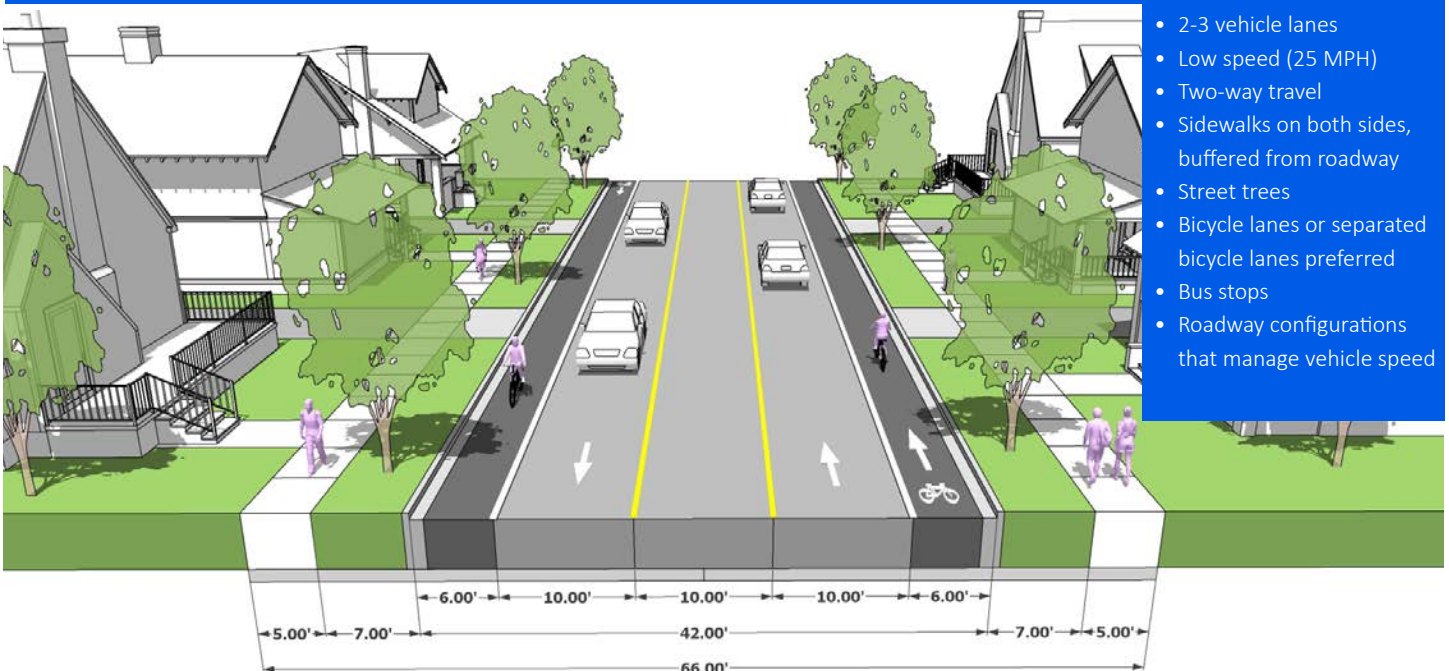 • 2-3 vehicle lanes
• Low speed (25 MPH)
• Two-way travel
• Sidewalks on both sides,
buffered from roadway
• Street trees
• Bicycle lanes or separated
bicycle lanes preferred
• Bus stops
• Roadway configurations
that manage vehicle speed
6.00' 10.00' 10.00' 10.00' 6.00'
5.00' 7.00' 42.00' 7.00' 5.00'
66.00'